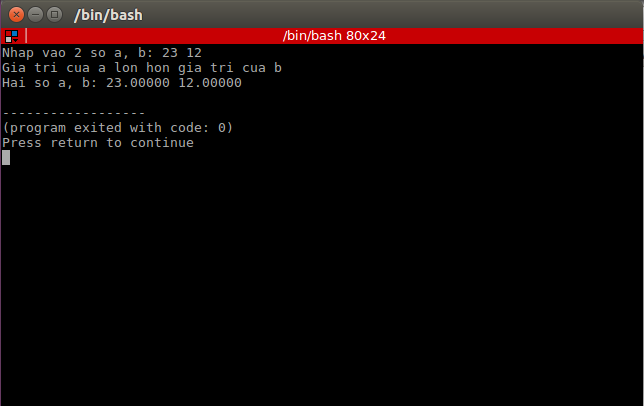 /bin/bash
/bin/bash 80x24
Nhap vao 2 so a, b: 23 12
Gia tri cua a lon hon gia tri cua b
Hai so a, b: 23.00000 12.00000
------------------
(program exited with code: 0)
Press return to continue